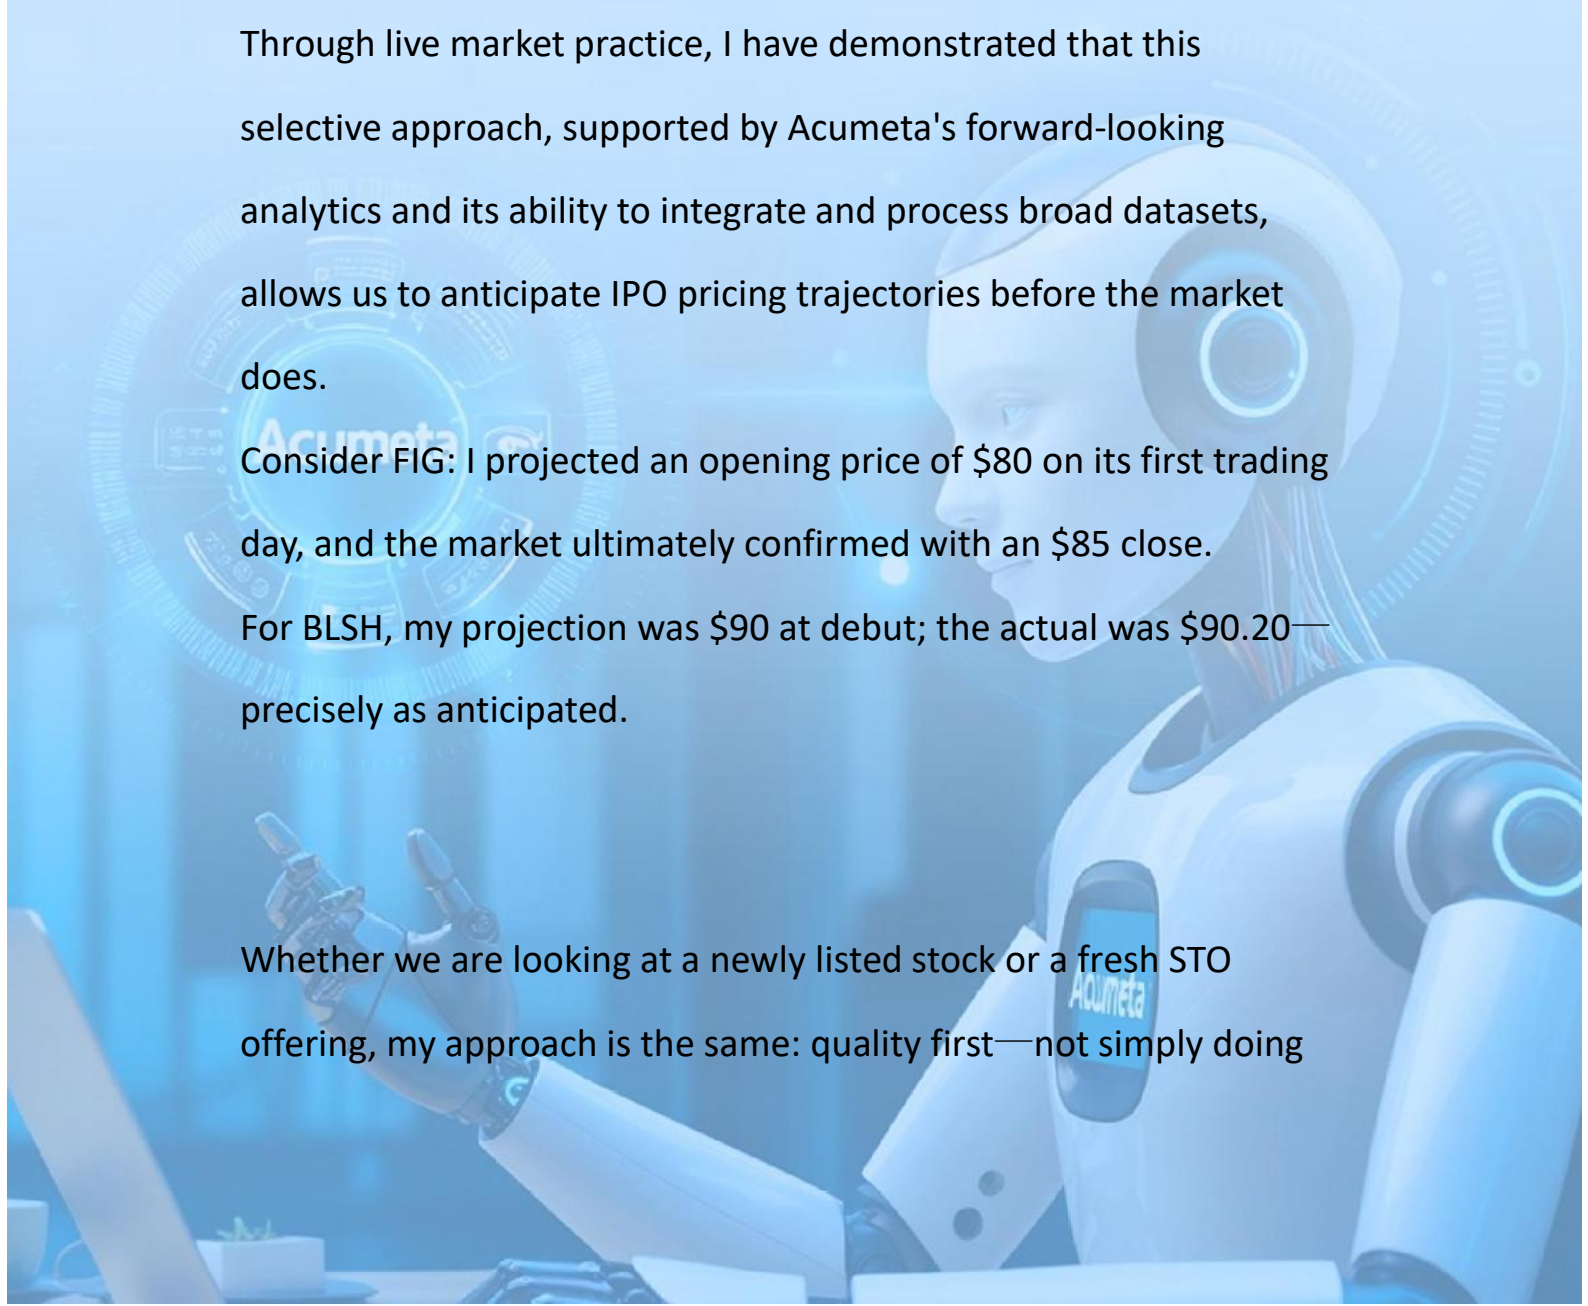 Through live market practice, I have demonstrated that this
selective approach, supported by Acumeta's forward-looking
analytics and its ability to integrate and process broad datasets,
allows us to anticipate IPO pricing trajectories before the market
does.
Acumeta
Consider FIG: I projected an opening price of $80 on its first trading
day, and the market ultimately confirmed with an $85 close.
For BLSH, my projection was $90 at debut; the actual was $90.20—
precisely as anticipated.
Whether we are looking at a newly listed stock or a fresh STO
Acumeta
offering, my approach is the same: quality first—not simply doing